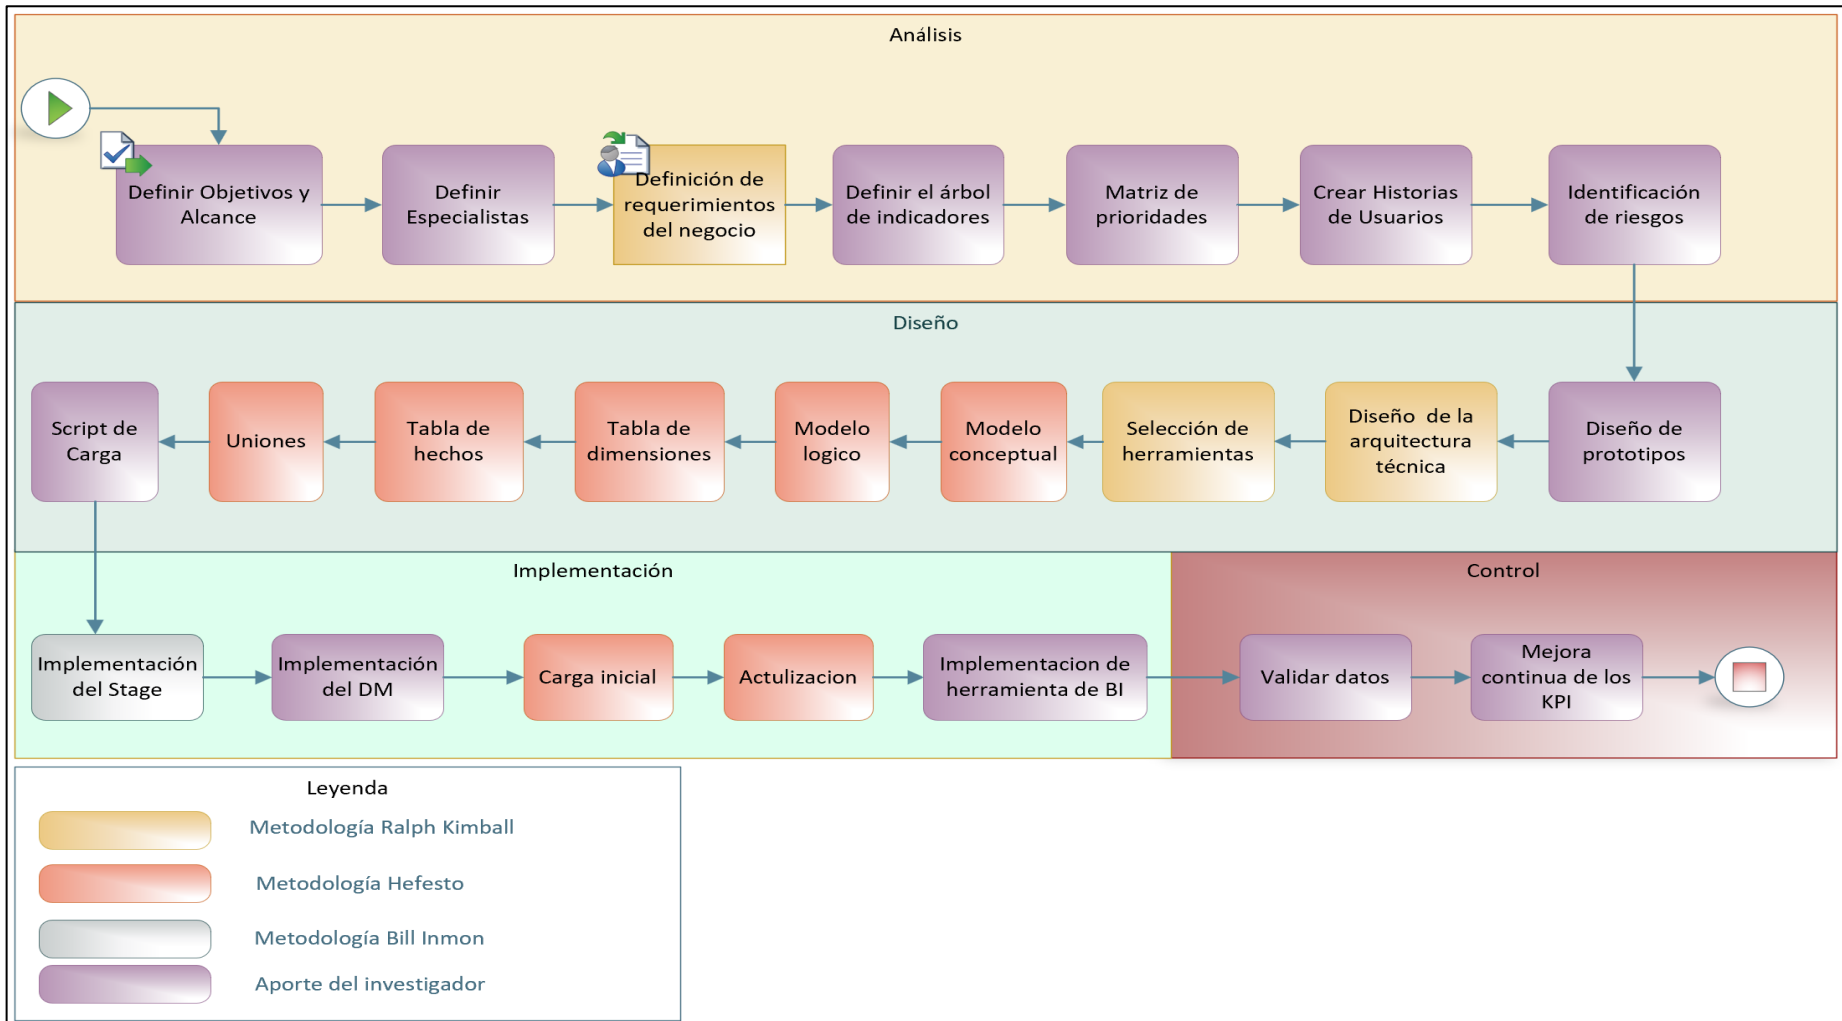 Análisis
Definir Objetivos y
Alcance
Definir
Especialistas
Definición de
requerimientos
del negocio
Definir el árbol
de indicadores
Matriz de
prioridades
Crear Historias
de Usuarios
Identificación
de riesgos
Diseño
Script de
Carga
Uniones
Tabla de
hechos
Tabla de
dimensiones
Modelo
logico
Modelo
conceptual
Selección de
herramientas
Diseño  de la
arquitectura
técnica
Diseño de
prototipos
Implementación
Implementación
del Stage
Implementación
del DM
Carga inicial
Actulizacion
Implementacion de
herramienta de BI
Control
Validar datos
Mejora
continua de los
KPI
Leyenda
Metodología Ralph Kimball
Metodología Hefesto
Metodología Bill Inmon
Aporte del investigador